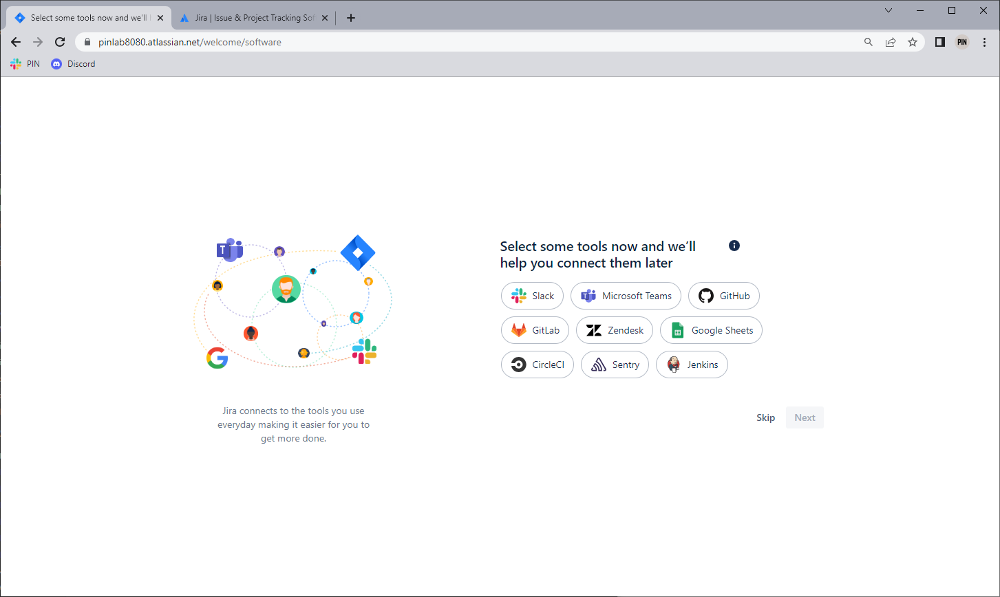 Select some tools now and we'll
Jira | Issue & Project Tracking Sof
pinlab8080.atlassian.net/welcome/software
PIN
PIN
Discord
Select some tools now and we'll
help you connect them later
Slack
Microsoft Teams
GitHub
GitLab
Zendesk
Google Sheets
CircleCI
Sentry
Jenkins
Jira connects to the tools you use
everyday making it easier for you to
get more done.
Skip
Next